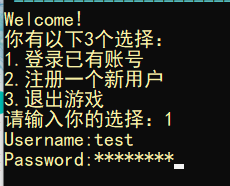 Welcome!
你有以下3个选择：
1.登录已有账号
2.注册一个新用户
3.退出游戏
请输入你的选择：1
Username:test
Password:********